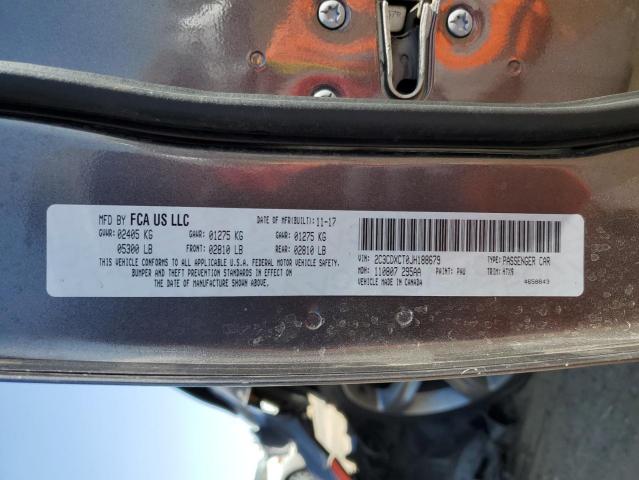 MFD BY FCA US LLC DATE OF MFR(BUILT): 11-17
GVWR: 02405 KG GAWR: 01275 KG GAWR: 01275 KG
05300 LB FRONT: 02810 LB REAR: 02810 LB
THIS VEHICLE CONFORMS TO ALL APPLICABLE U.S.A. FEDERAL MOTOR VEHICLE SAFETY,
BUMPER AND THEFT PREVENTION STANDARDS IN EFFECT ON
THE DATE OF MANUFACTURE SHOWN ABOVE.
VIN: 2C3CDXCT0JH188679 TYPE: PASSENGER CAR
MDH: 110807 295AA PAINT: PAU TRIM: H7X9
VEHICLE MADE IN CANADA 4658843